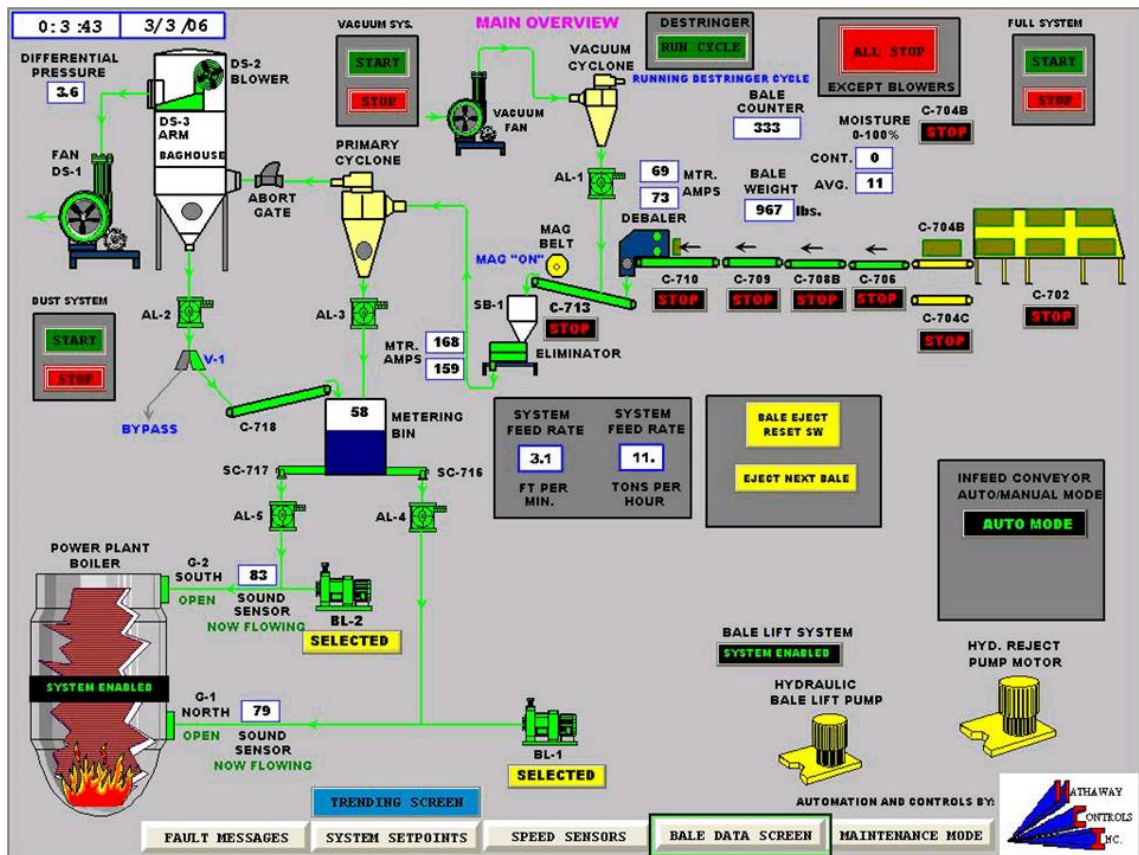 0:3:43
3/3/06
VACUUM SYS.
START
STOP
MAIN OVERVIEW
DESTRINGER
RUN CYCLE
RUNNING DESTRINGER CYCLE
ALL STOP
EXCEPT BLOWERS
FULL SYSTEM
START
STOP
DIFFERENTIAL
PRESSURE
3.6
DS-2
BLOWER
DS-3
ARM
BAGHOUSE
FAN
DS-1
ABORT
GATE
PRIMARY
CYCLONE
VACUUM
FAN
VACUUM
CYCLONE
BALE
COUNTER
333
MOISTURE
0-100%
CONT. 0
AVG. 11
C-704B
STOP
AL-1
69
73
MTR.
AMPS
BALE
WEIGHT
967 lbs.
DEBALER
MAG
BELT
MAG "ON"
C-710
STOP
C-709
STOP
C-708B
STOP
C-706
STOP
C-704B
C-704C
STOP
C-702
STOP
SB-1
C-713
STOP
ELIMINATOR
DUST SYSTEM
START
STOP
AL-2
AL-3
V-1
BYPASS
C-718
MTR.
AMPS
168
159
58
METERING
BIN
SC-717
SC-716
AL-5
AL-4
SYSTEM
FEED RATE
3.1
FT PER
MIN.
SYSTEM
FEED RATE
11.
TONS PER
HOUR
BALE EJECT
RESET SW
EJECT NEXT BALE
INFEED CONVEYOR
AUTO/MANUAL MODE
AUTO MODE
POWER PLANT
BOILER
SYSTEM ENABLED
G-2
SOUTH
OPEN
83
SOUND
SENSOR
NOW FLOWING
BL-2
SELECTED
G-1
NORTH
OPEN
79
SOUND
SENSOR
NOW FLOWING
BL-1
SELECTED
BALE LIFT SYSTEM
SYSTEM ENABLED
HYDRAULIC
BALE LIFT PUMP
HYD. REJECT
PUMP MOTOR
TRENDING SCREEN
FAULT MESSAGES
SYSTEM SETPOINTS
SPEED SENSORS
BALE DATA SCREEN
MAINTENANCE MODE
AUTOMATION AND CONTROLS BY:
HATHAWAY
CONTROLS
INC.